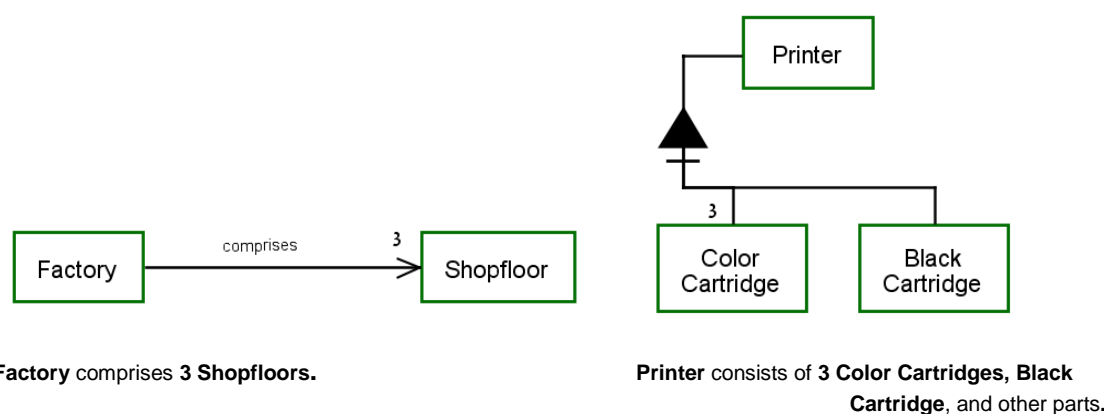 Printer
3
Factory
comprises
3
Shopfloor
Color
Cartridge
Black
Cartridge
Factory comprises 3 Shopfloors.
Printer consists of 3 Color Cartridges, Black
Cartridge, and other parts.